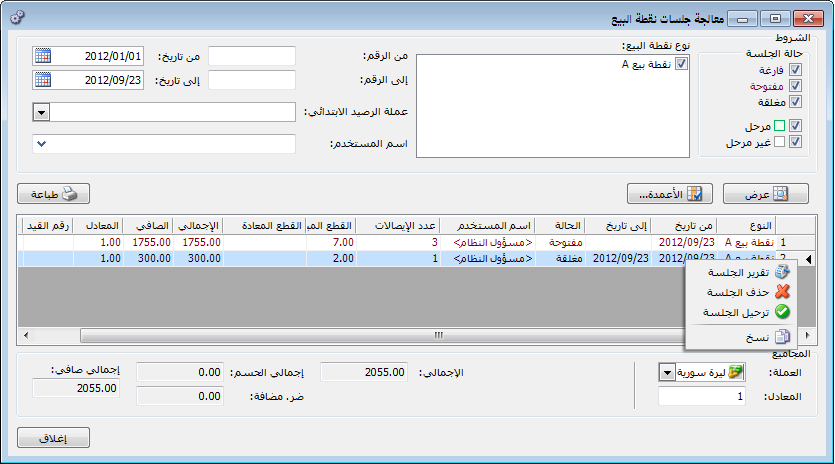 معالجة جلسات نقطة البيع
الشروط
حالة الجلسة
فارغة
مفتوحة
مغلقة
مرحل
غير مرحل
نوع نقطة البيع:
نقطة بيع A
من الرقم:
من تاريخ: 2012/01/01
إلى الرقم:
إلى تاريخ: 2012/09/23
عملة الرصيد الابتدائي:
اسم المستخدم:
عرض
الأعمدة...
طباعة
النوع من تاريخ إلى تاريخ الحالة اسم المستخدم عدد الإيصالات القطع المب القطع المعادة الإجمالي الصافي المعادل رقم القيد
1 نقطة بيع A 2012/09/23 مفتوحة <مسؤول النظام> 3 7.00 1755.00 1755.00 1.00
2 نقطة بيع A 2012/09/23 2012/09/23 مغلقة <مسؤول النظام> 1 2.00 300.00 300.00 1.00
تقرير الجلسة
حذف الجلسة
ترحيل الجلسة
نسخ
المجاميع
العملة: ليرة سورية
المعادل: 1
الإجمالي: 2055.00
إجمالي الحسم: 0.00
ضر. مضافة: 0.00
إجمالي صافي:
2055.00
إغلاق